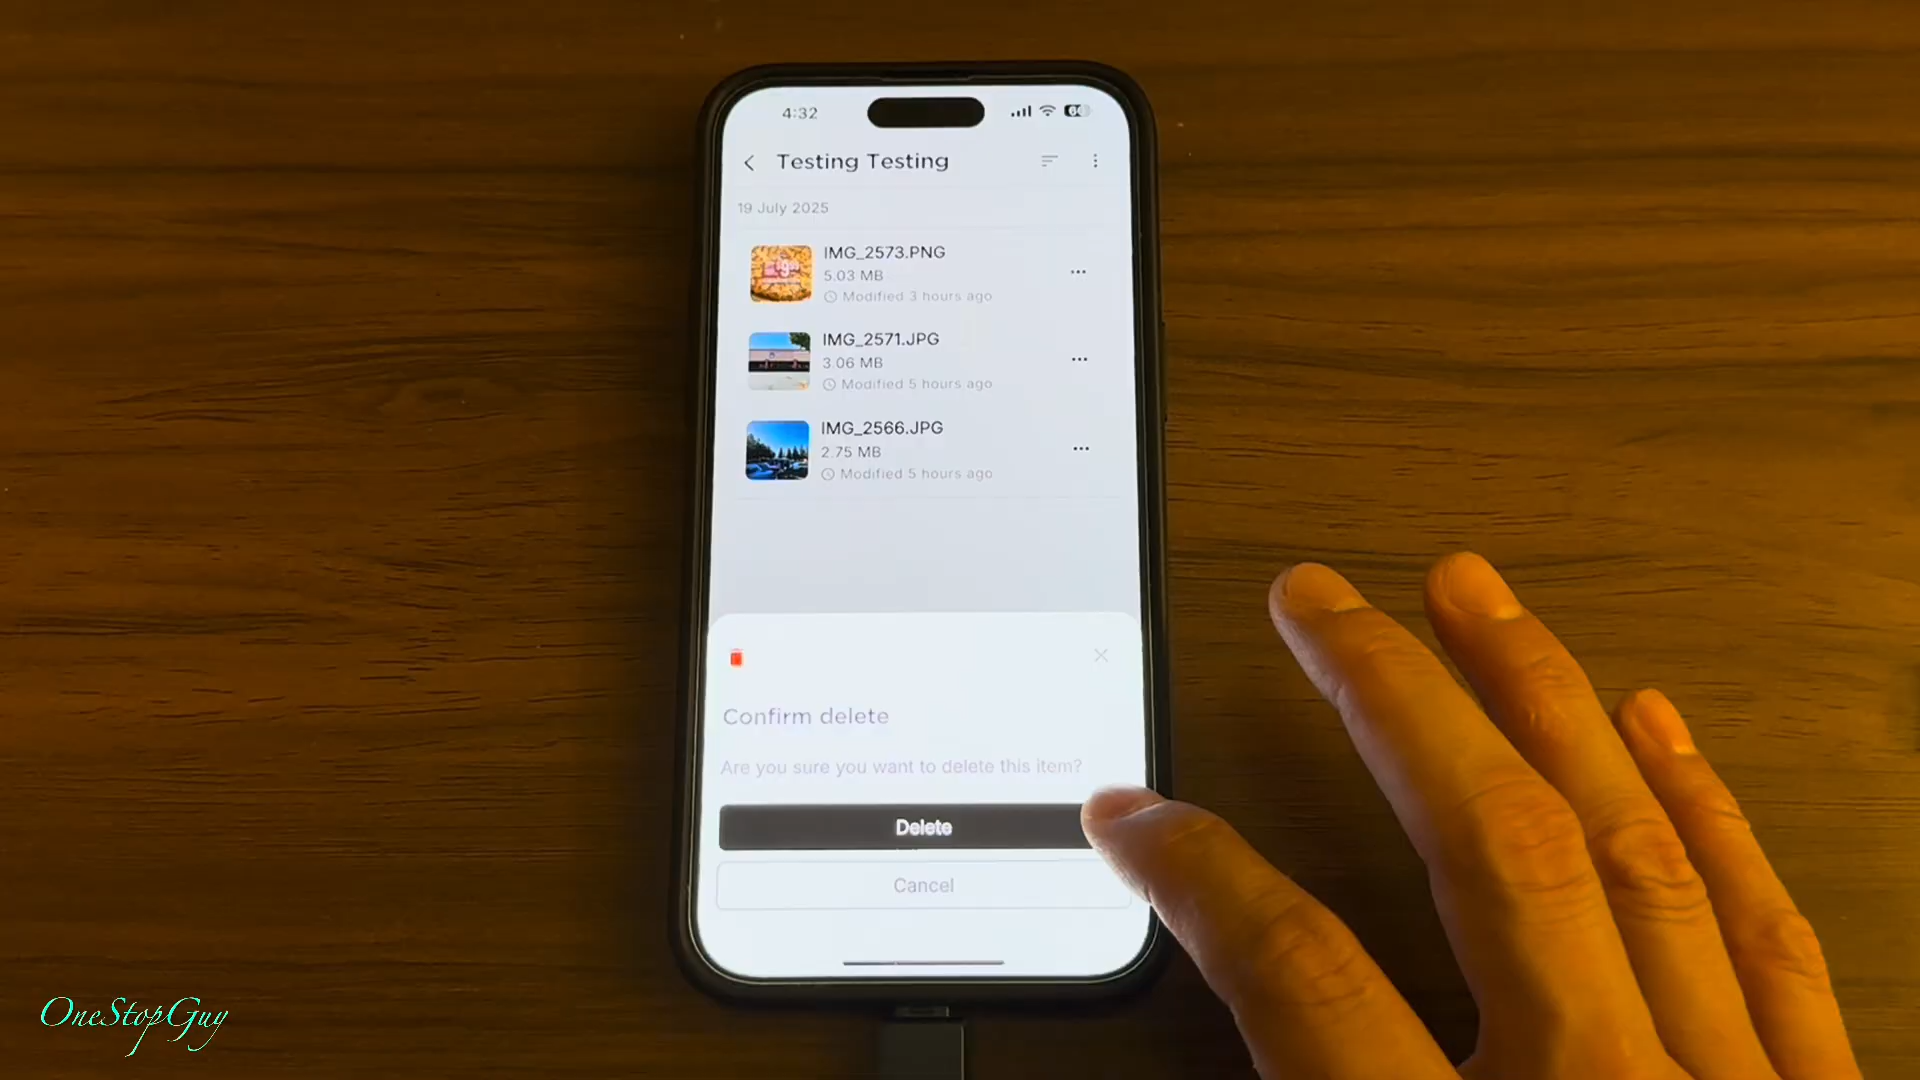 4:32
Testing Testing
19 July 2025
IMG_2573.PNG
5.03 MB
Modified 3 hours ago
IMG_2571.JPG
3.06 MB
Modified 5 hours ago
IMG_2566.JPG
2.75 MB
Modified 5 hours ago
Confirm delete
Are you sure you want to delete this item?
Delete
Cancel
OneStopGuy